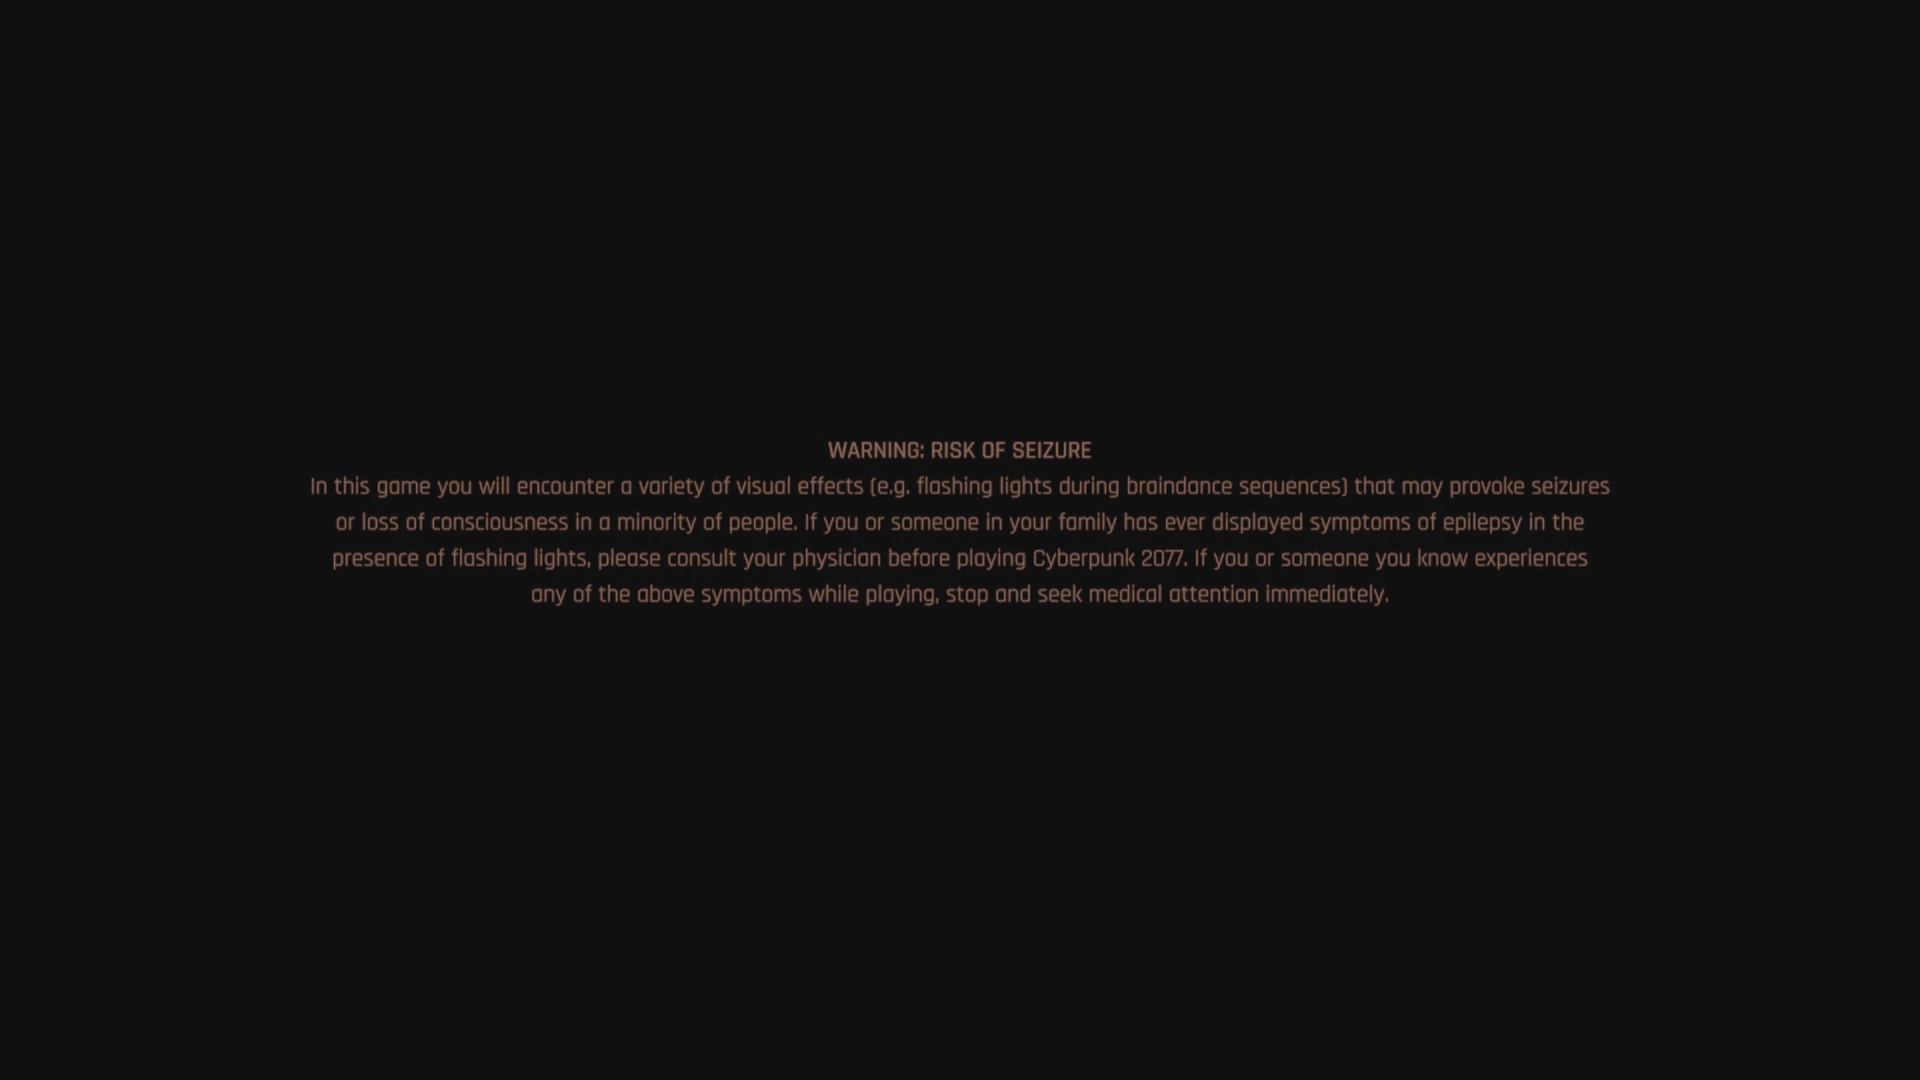 WARNING: RISK OF SEIZURE
In this game you will encounter a variety of visual effects (e.g. flashing lights during braindance sequences) that may provoke seizures
or loss of consciousness in a minority of people. If you or someone in your family has ever displayed symptoms of epilepsy in the
presence of flashing lights, please consult your physician before playing Cyberpunk 2077. If you or someone you know experiences
any of the above symptoms while playing, stop and seek medical attention immediately.